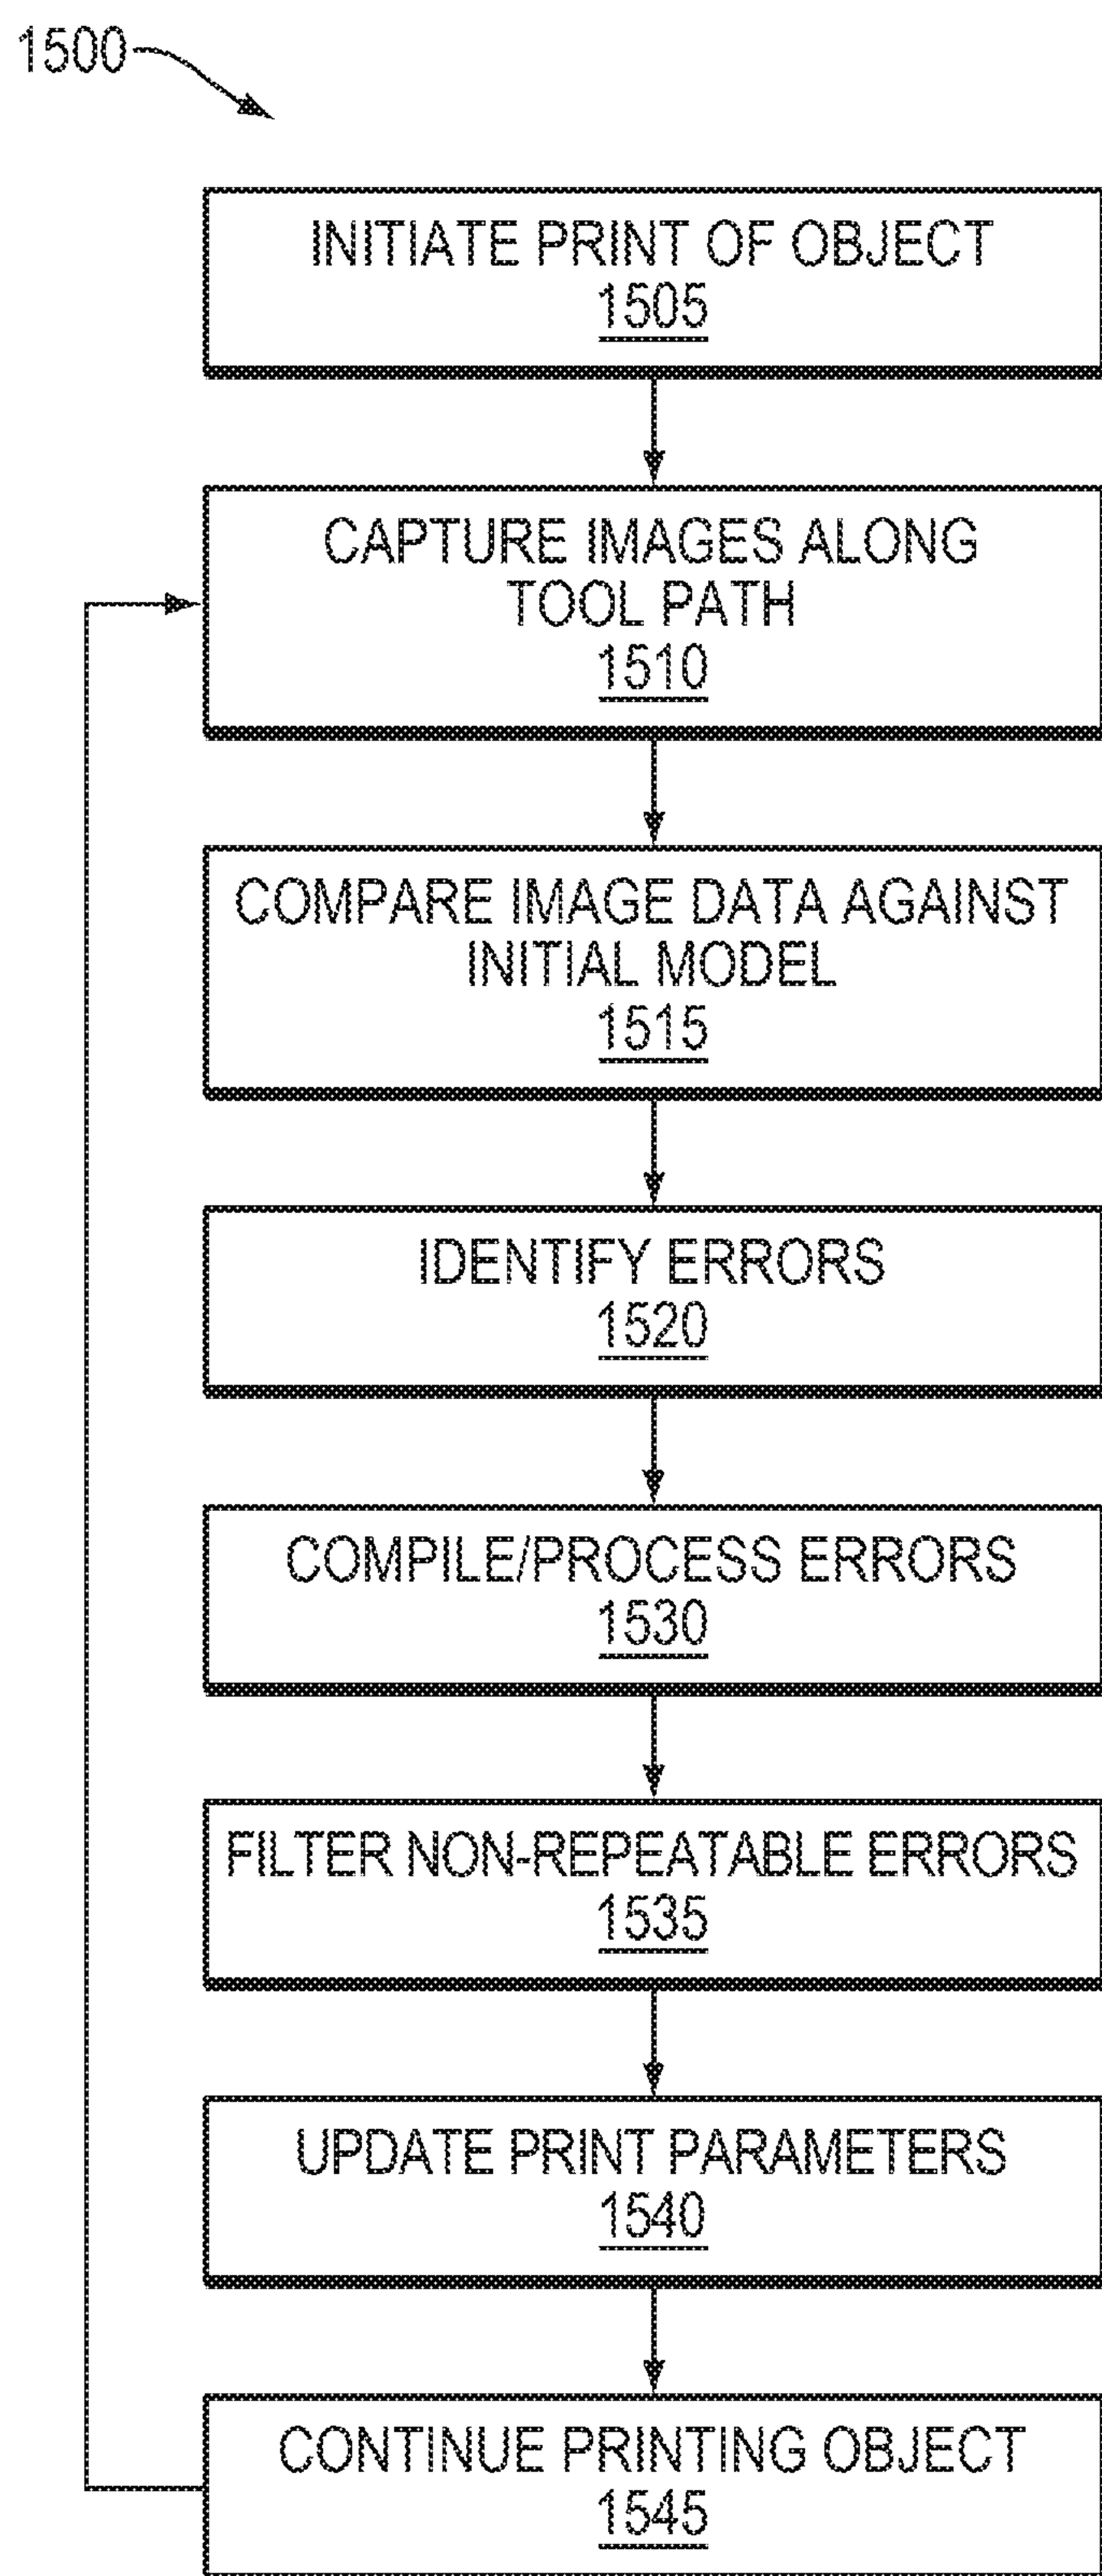 1500
INITIATE PRINT OF OBJECT
1505
CAPTURE IMAGES ALONG
TOOL PATH
1510
COMPARE IMAGE DATA AGAINST
INITIAL MODEL
1515
IDENTIFY ERRORS
1520
COMPILE/PROCESS ERRORS
1530
FILTER NON-REPEATABLE ERRORS
1535
UPDATE PRINT PARAMETERS
1540
CONTINUE PRINTING OBJECT
1545